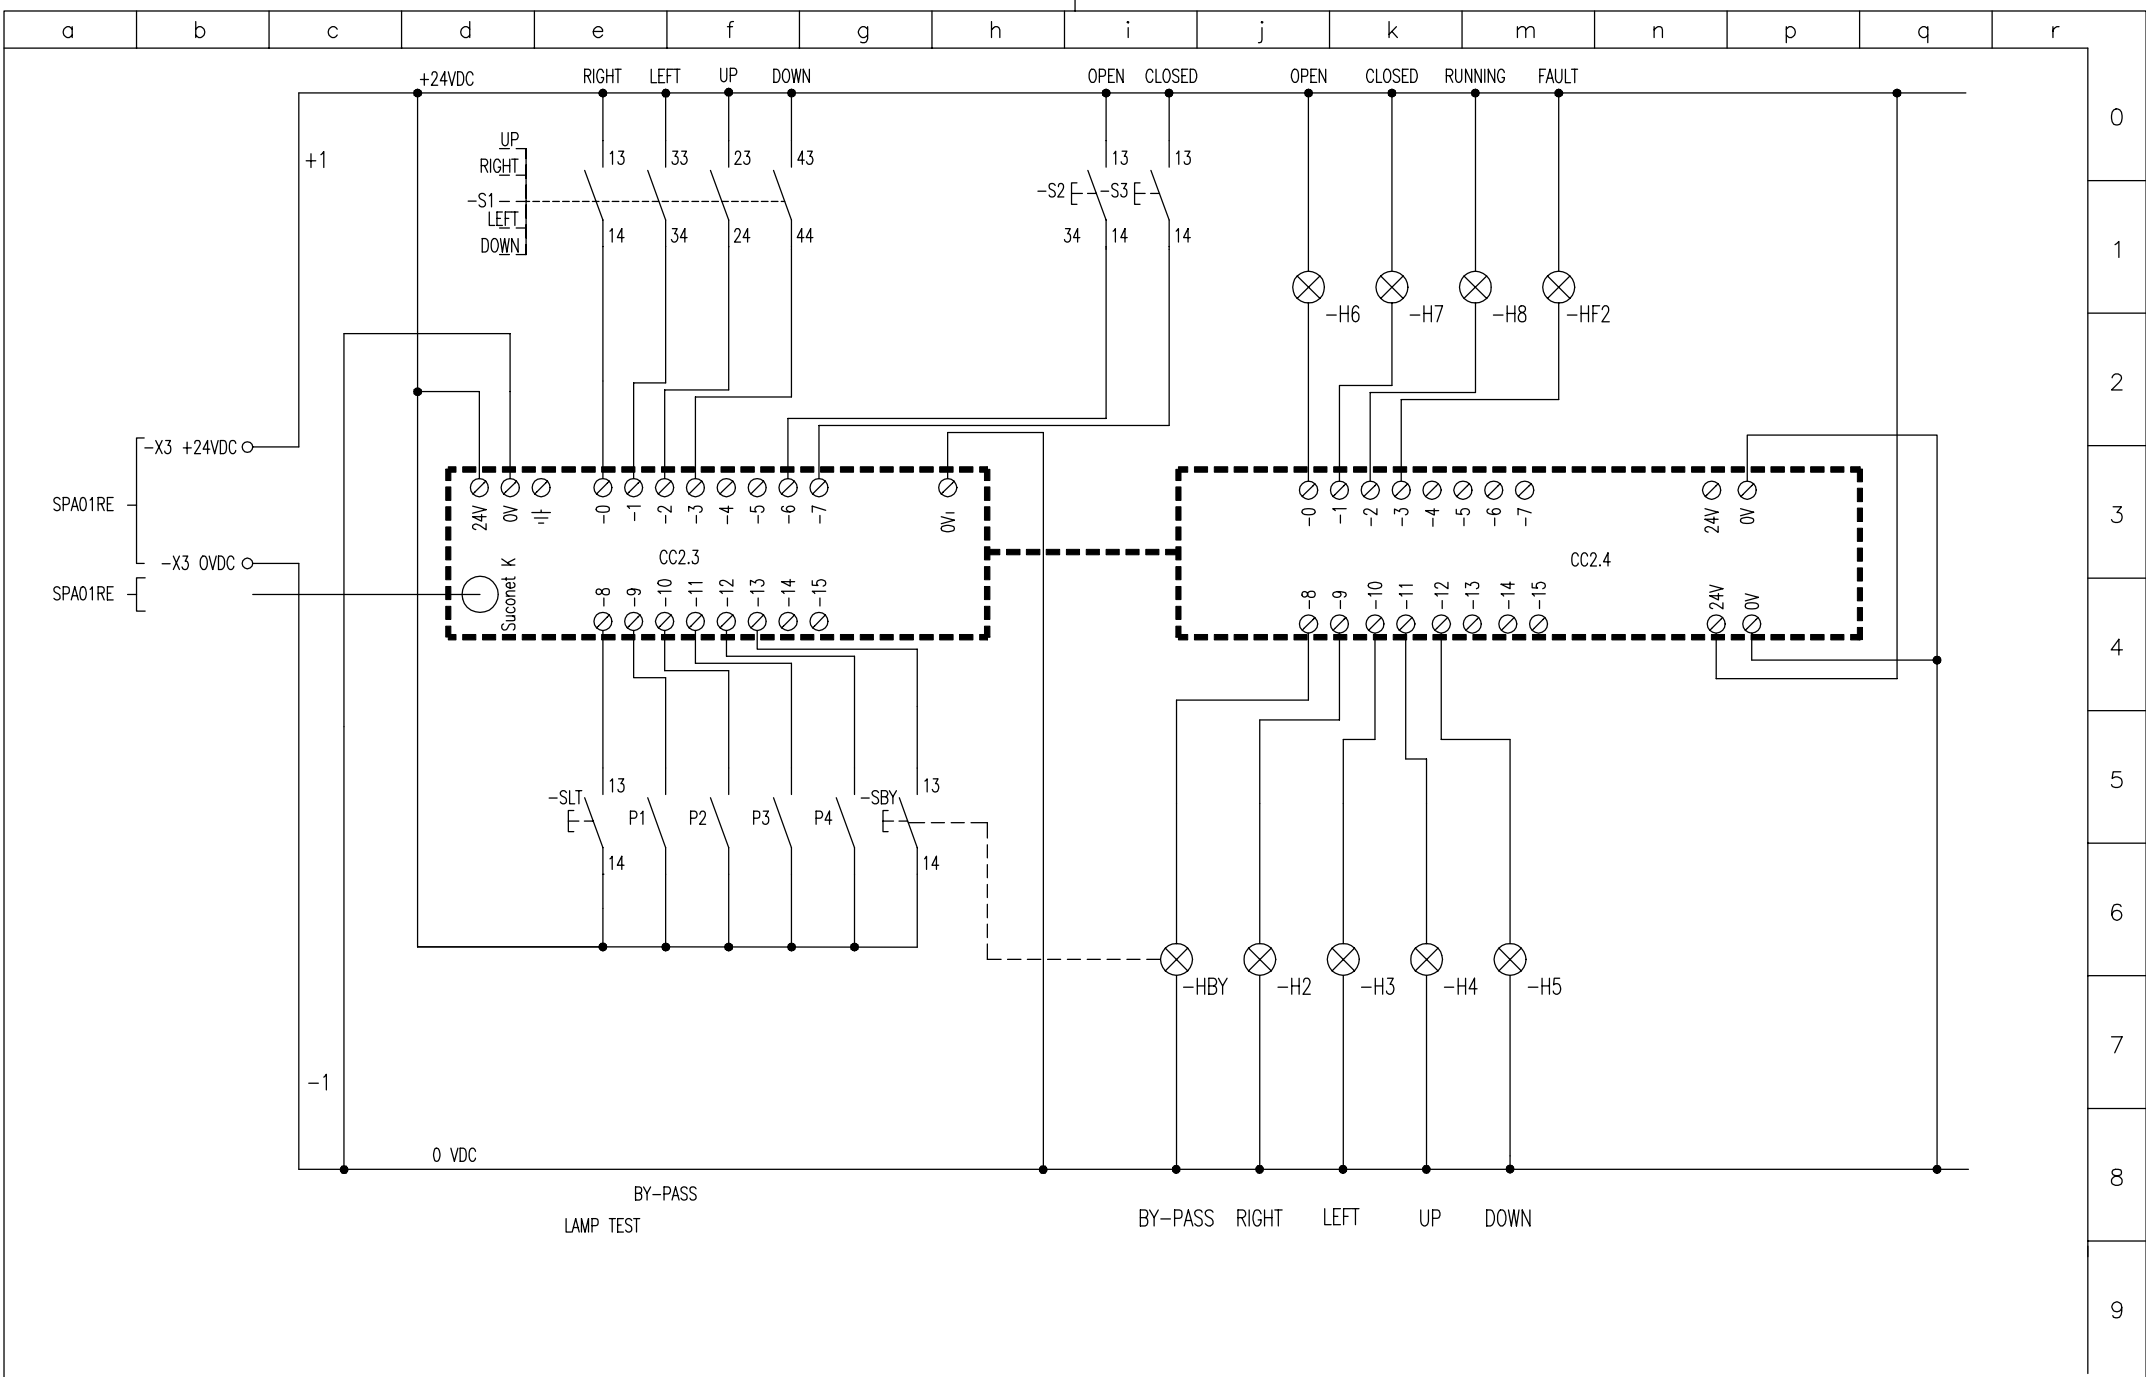 a b c d e f g h i j k m n p q r
+24VDC RIGHT LEFT UP DOWN OPEN CLOSED OPEN CLOSED RUNNING FAULT
0
UP
+1 RIGHT 13 33 23 43 13 13
-S1 -S2 -S3
LEFT
DOWN 14 34 24 44 34 14 14
1
-H6 -H7 -H8 -HF2
2
-X3 +24VDC
SPA01RE
24V 0V -0 -1 -2 -3 -4 -5 -6 -7 0VI
-0 -1 -2 -3 -4 -5 -6 -7 24V 0V
3
-X3 0VDC CC2.3 CC2.4
SPA01RE
Suconet K -8 -9 -10 -11 -12 -13 -14 -15
-8 -9 -10 -11 -12 -13 -14 -15 24V 0V
4
13 13
-SLT P1 P2 P3 P4 -SBY
5
14 14
6
-HBY -H2 -H3 -H4 -H5
7
-1
0 VDC
8
BY-PASS
LAMP TEST
BY-PASS RIGHT LEFT UP DOWN
9